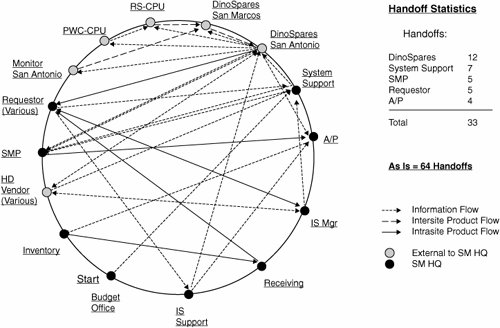 RS-CPU
DinoSpares
San Marcos
PWC-CPU
DinoSpares
San Antonio
Monitor
San Antonio
System
Support
Requestor
(Various)
A/P
SMP
HD
Vendor
(Various)
IS Mgr
Inventory
Receiving
Start
Budget
Office
IS
Support
Handoff Statistics
Handoffs:
DinoSpares 12
System Support 7
SMP 5
Requestor 5
A/P 4
Total 33
As Is = 64 Handoffs
Information Flow
Intersite Product Flow
Intrasite Product Flow
External to SM HQ
SM HQ